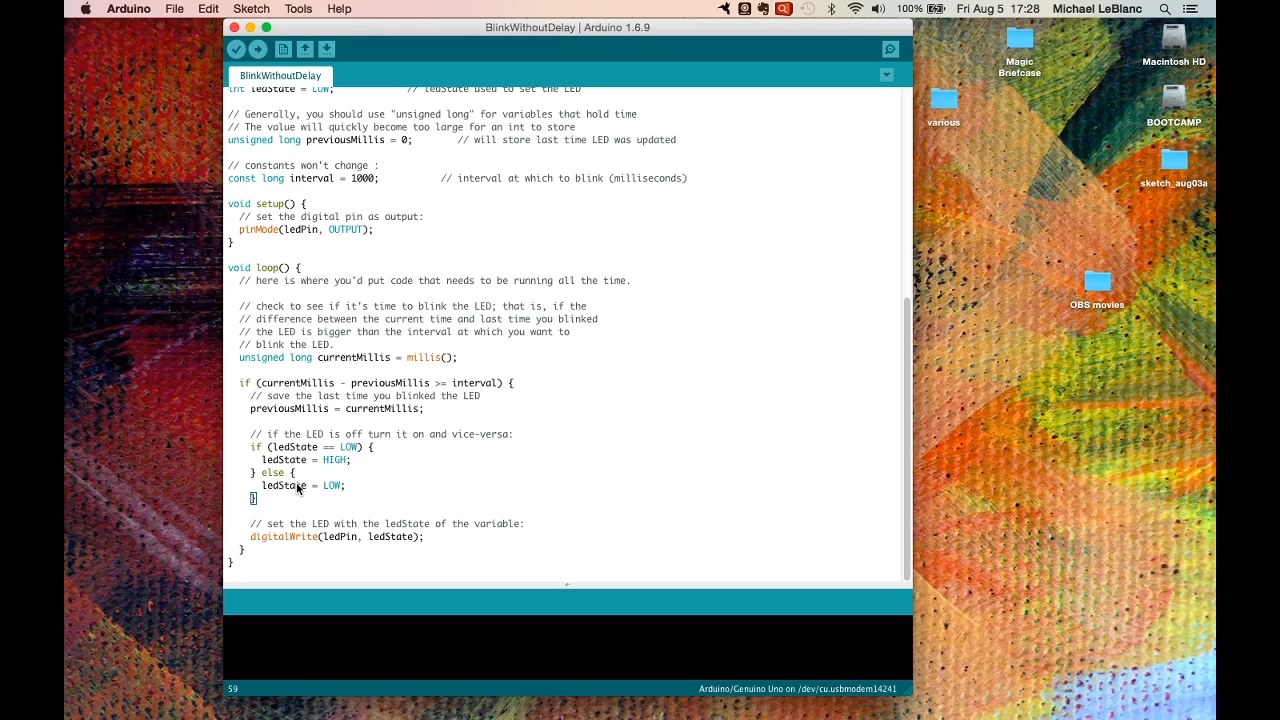 Arduino File Edit Sketch Tools Help 100% Fri Aug 5 17:28 Michael LeBlanc
BlinkWithoutDelay | Arduino 1.6.9
BlinkWithoutDelay
int ledState = LOW; // ledState used to set the LED
// Generally, you should use "unsigned long" for variables that hold time
// The value will quickly become too large for an int to store
unsigned long previousMillis = 0; // will store last time LED was updated
// constants won't change :
const long interval = 1000; // interval at which to blink (milliseconds)
void setup() {
// set the digital pin as output:
pinMode(ledPin, OUTPUT);
}
void loop() {
// here is where you'd put code that needs to be running all the time.
// check to see if it's time to blink the LED; that is, if the
// difference between the current time and last time you blinked
// the LED is bigger than the interval at which you want to
// blink the LED.
unsigned long currentMillis = millis();
if (currentMillis - previousMillis >= interval) {
// save the last time you blinked the LED
previousMillis = currentMillis;
// if the LED is off turn it on and vice-versa:
if (ledState == LOW) {
ledState = HIGH;
} else {
ledState = LOW;
}
// set the LED with the ledState of the variable:
digitalWrite(ledPin, ledState);
}
}
59 Arduino/Genuino Uno on /dev/cu.usbmodem14241
Magic
Briefcase
Macintosh HD
various
BOOTCAMP
sketch_aug03a
OBS movies